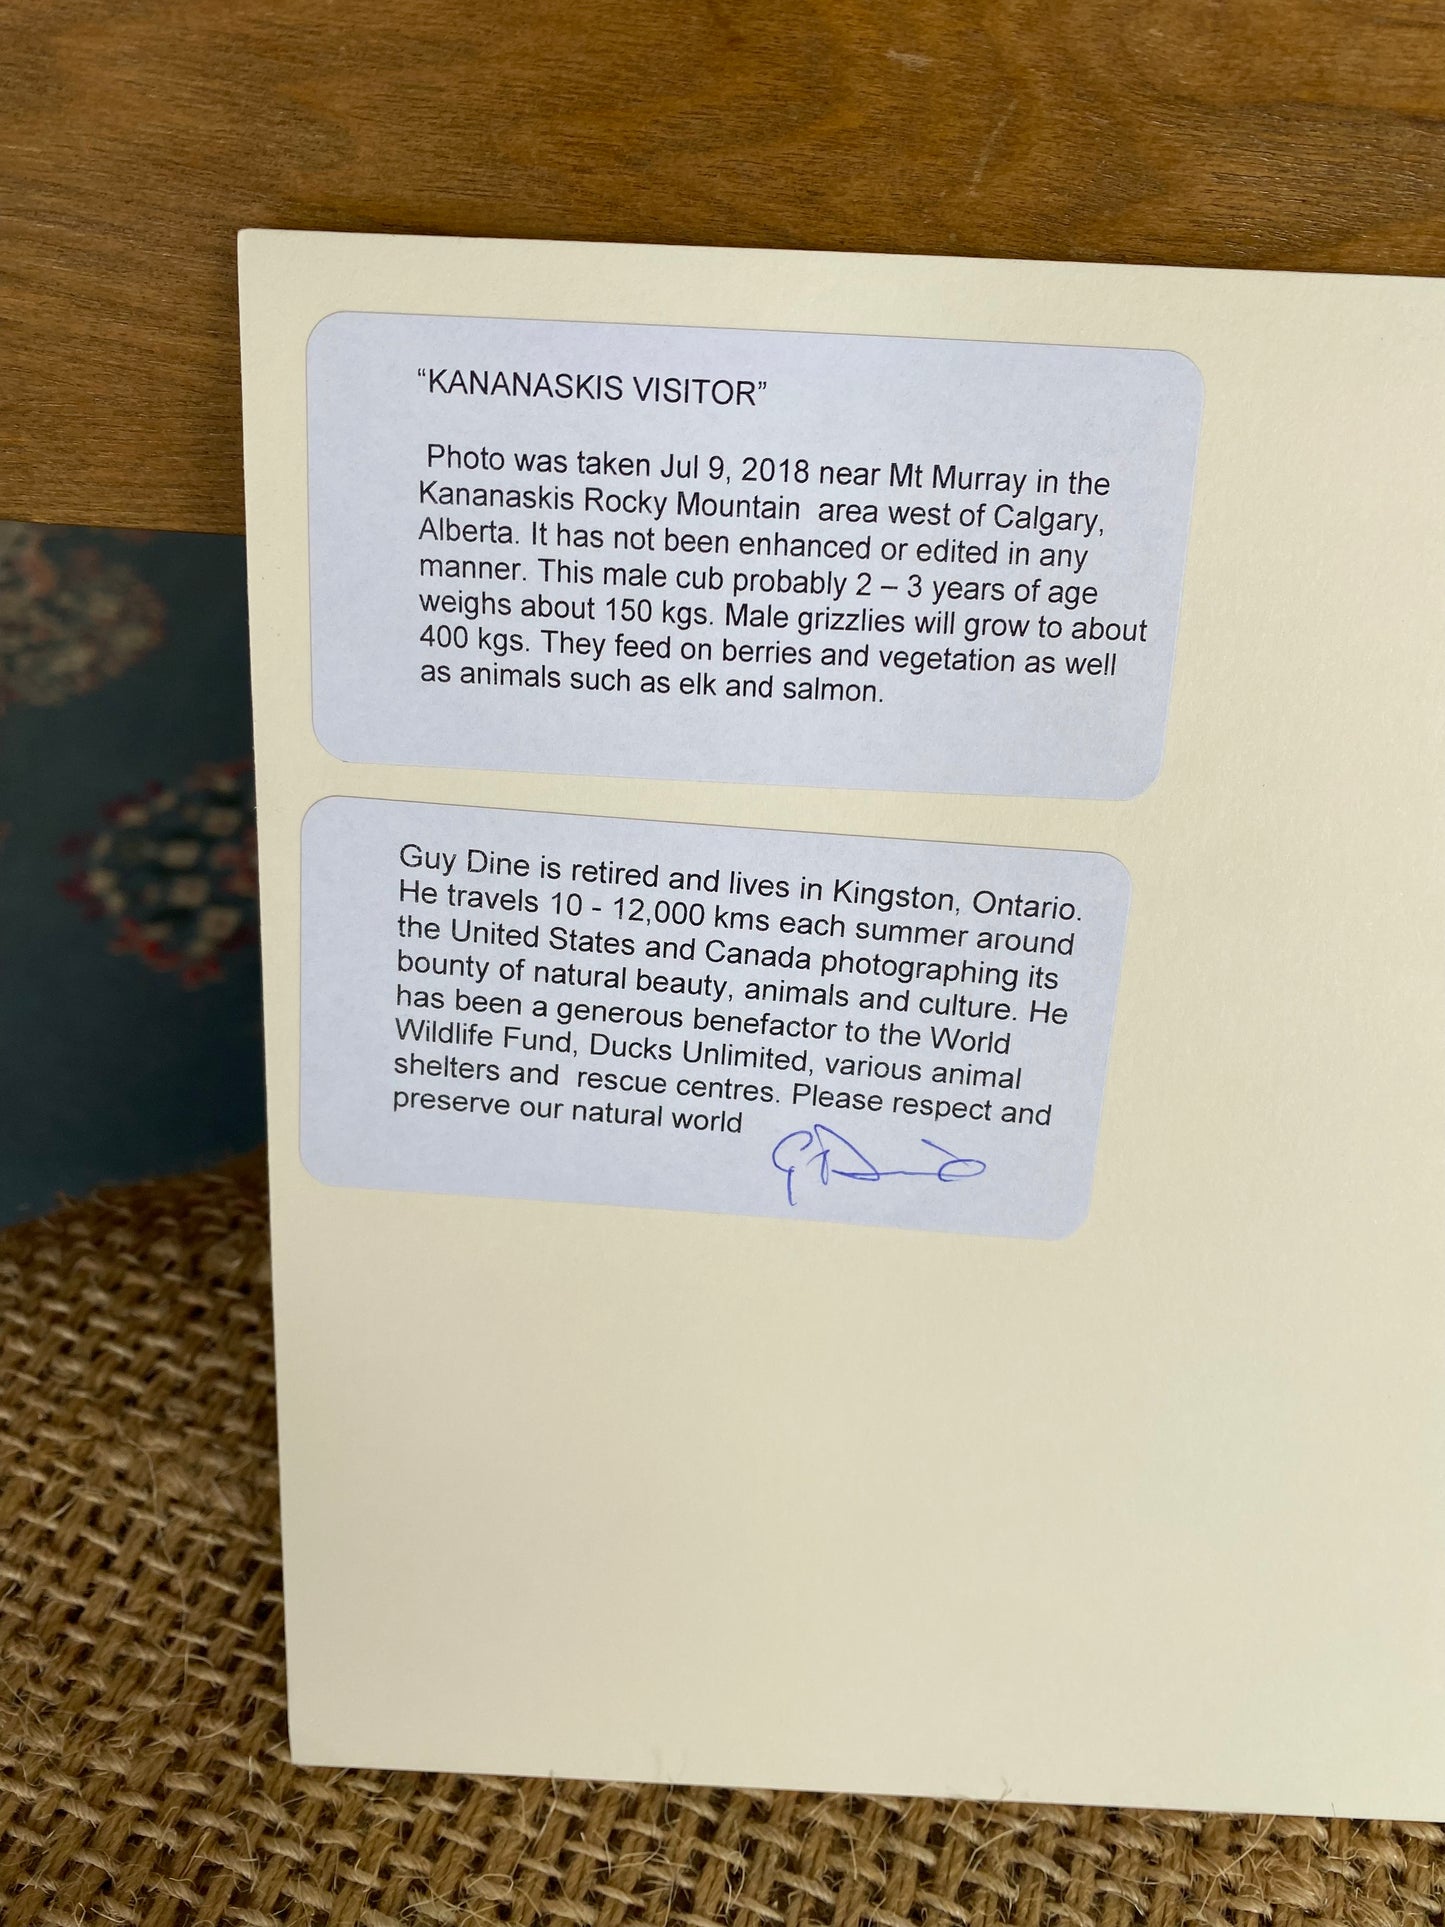 “KANANASKIS VISITOR”
Photo was taken Jul 9, 2018 near Mt Murray in the
Kananaskis Rocky Mountain area west of Calgary,
Alberta. It has not been enhanced or edited in any
manner. This male cub probably 2 – 3 years of age
weighs about 150 kgs. Male grizzlies will grow to about
400 kgs. They feed on berries and vegetation as well
as animals such as elk and salmon.
Guy Dine is retired and lives in Kingston, Ontario.
He travels 10 - 12,000 kms each summer around
the United States and Canada photographing its
bounty of natural beauty, animals and culture. He
has been a generous benefactor to the World
Wildlife Fund, Ducks Unlimited, various animal
shelters and rescue centres. Please respect and
preserve our natural world